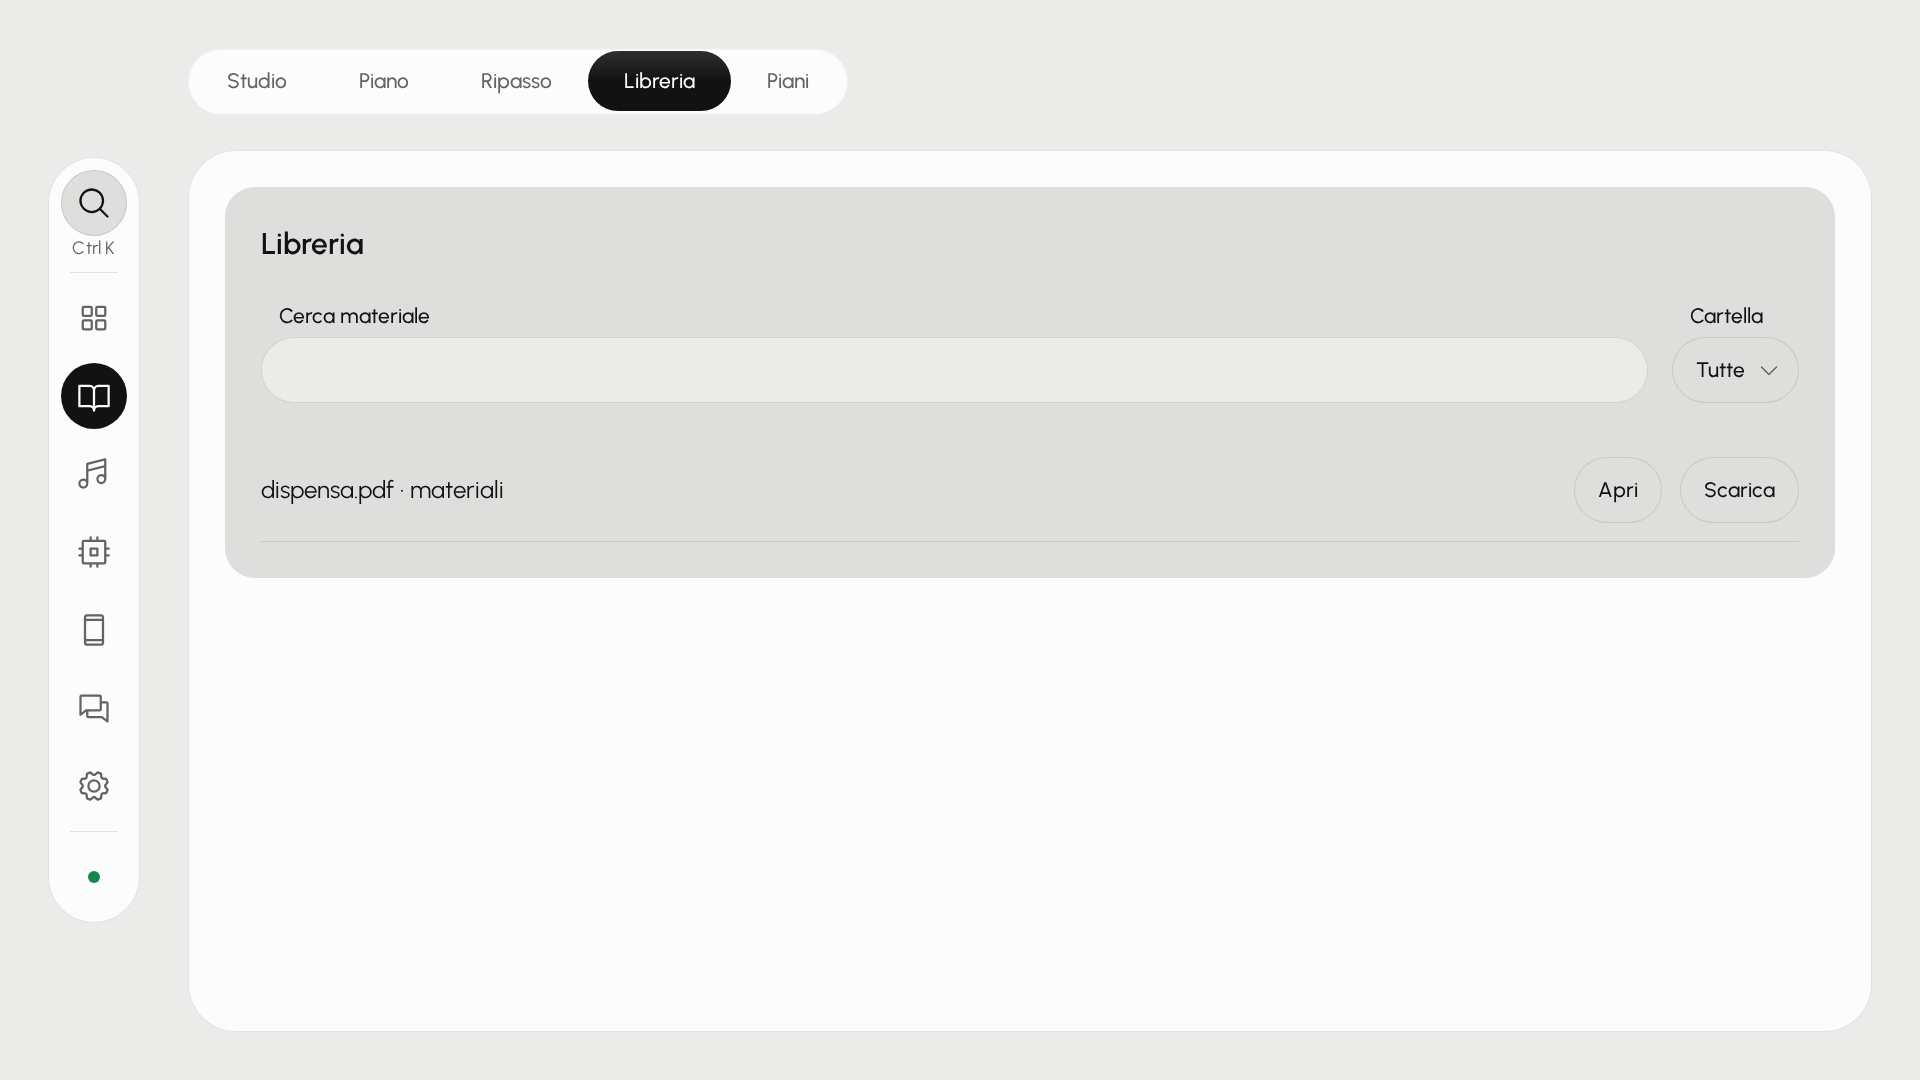 Studio
Piano
Ripasso
Libreria
Piani
Ctrl K
Libreria
Cerca materiale
Cartella
Tutte
dispensa.pdf · materiali
Apri
Scarica